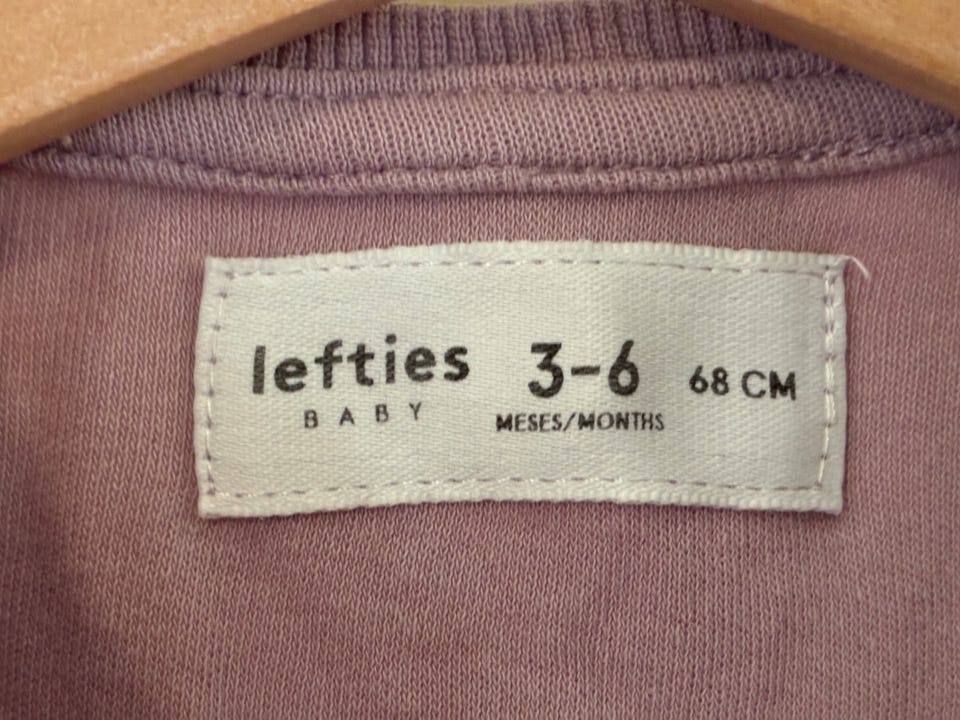 lefties 3-6 68 CM
BABY MESES/MONTHS